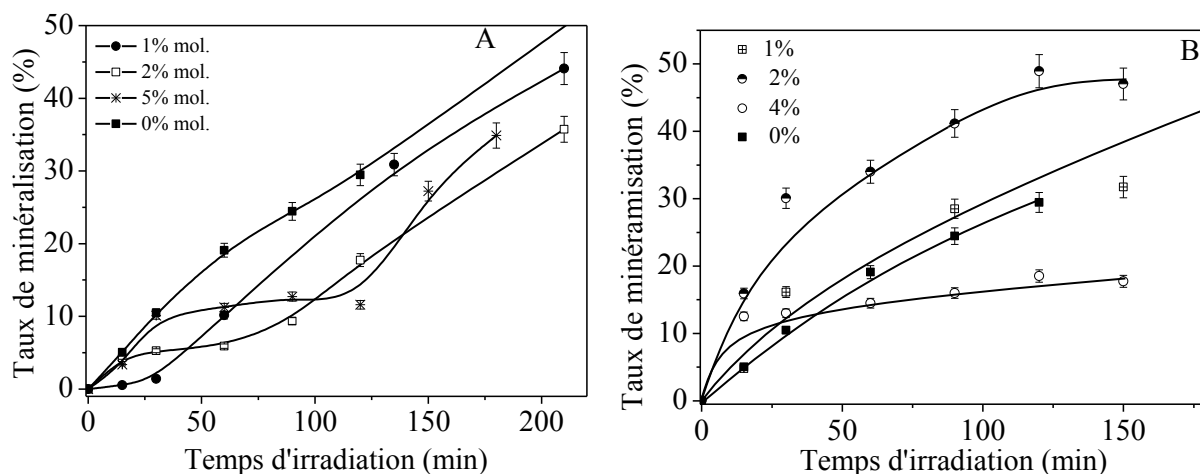 A
1% mol.
2% mol.
5% mol.
0% mol.
50
40
30
20
10
0
0 50 100 150 200
Taux de minéralisation (%)
Temps d'irradiation (min)
B
1%
2%
4%
0%
50
40
30
20
10
0
0 50 100 150
Taux de minéramisation (%)
Temps d'irradiation (min)